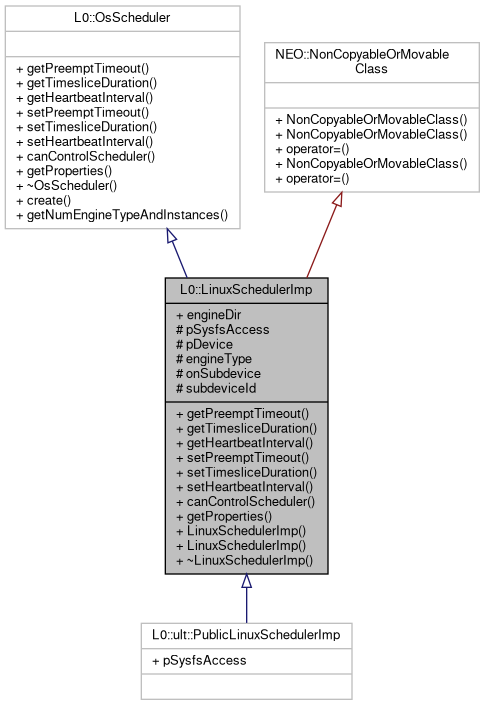 L0::OsScheduler
+ getPreemptTimeout()
+ getTimesliceDuration()
+ getHeartbeatInterval()
+ setPreemptTimeout()
+ setTimesliceDuration()
+ setHeartbeatInterval()
+ canControlScheduler()
+ getProperties()
+ ~OsScheduler()
+ create()
+ getNumEngineTypeAndInstances()
NEO::NonCopyableOrMovable
Class
+ NonCopyableOrMovableClass()
+ NonCopyableOrMovableClass()
+ operator=()
+ NonCopyableOrMovableClass()
+ operator=()
L0::LinuxSchedulerImp
+ engineDir
# pSysfsAccess
# pDevice
# engineType
# onSubdevice
# subdeviceId
+ getPreemptTimeout()
+ getTimesliceDuration()
+ getHeartbeatInterval()
+ setPreemptTimeout()
+ setTimesliceDuration()
+ setHeartbeatInterval()
+ canControlScheduler()
+ getProperties()
+ LinuxSchedulerImp()
+ LinuxSchedulerImp()
+ ~LinuxSchedulerImp()
L0::ult::PublicLinuxSchedulerImp
+ pSysfsAccess